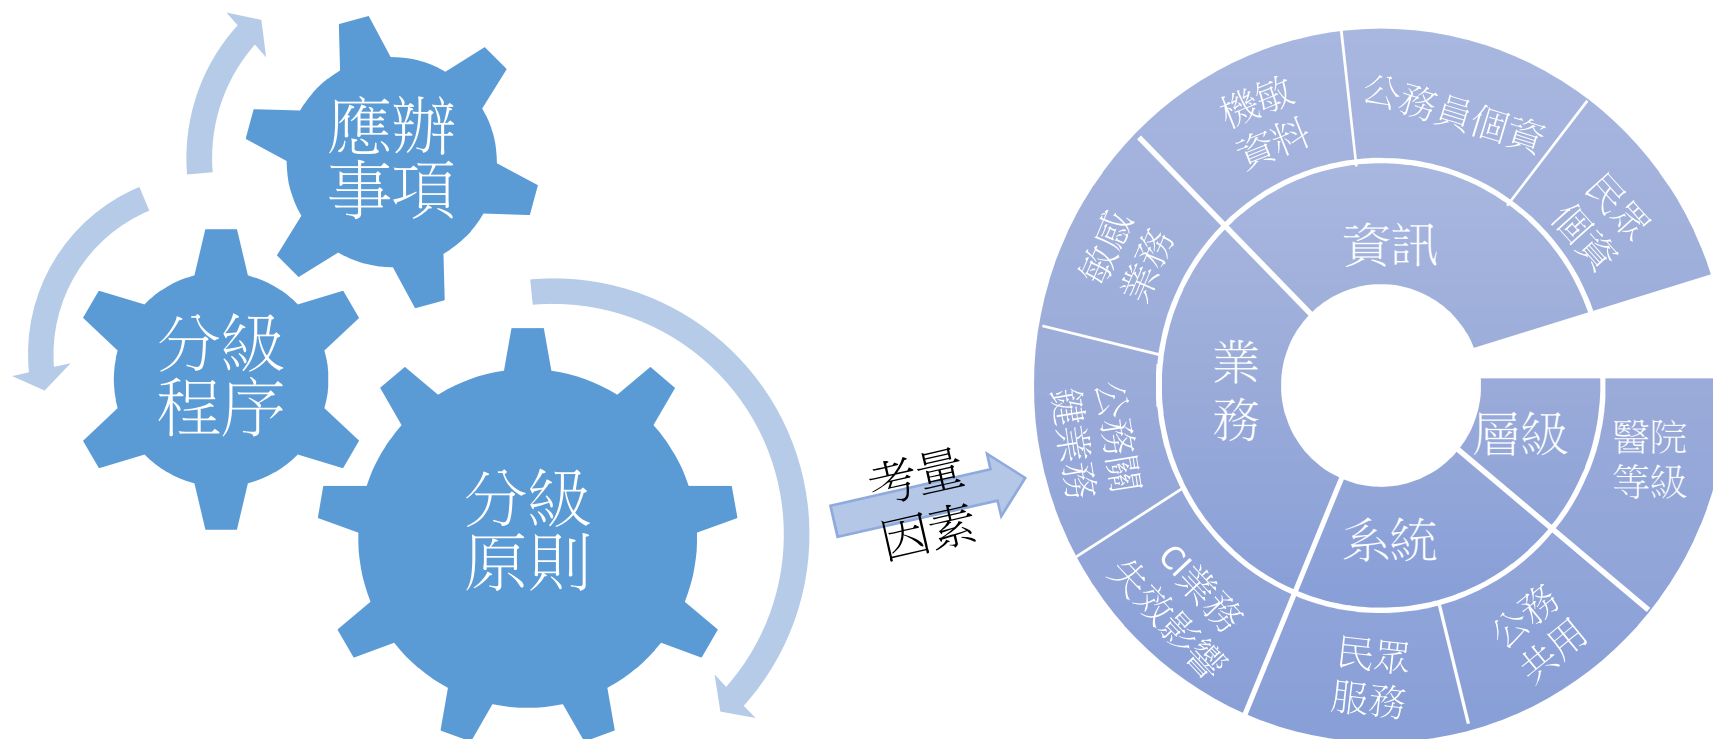 應辦
事項
分級
程序
分級
原則
考量
因素
資訊
機敏
資料
公務員個資
民眾
個資
業
務
敏感
業務
公務關
鍵業務
CI業務
失效影響
系統
民眾
服務
公務
共用
層級
醫院
等級